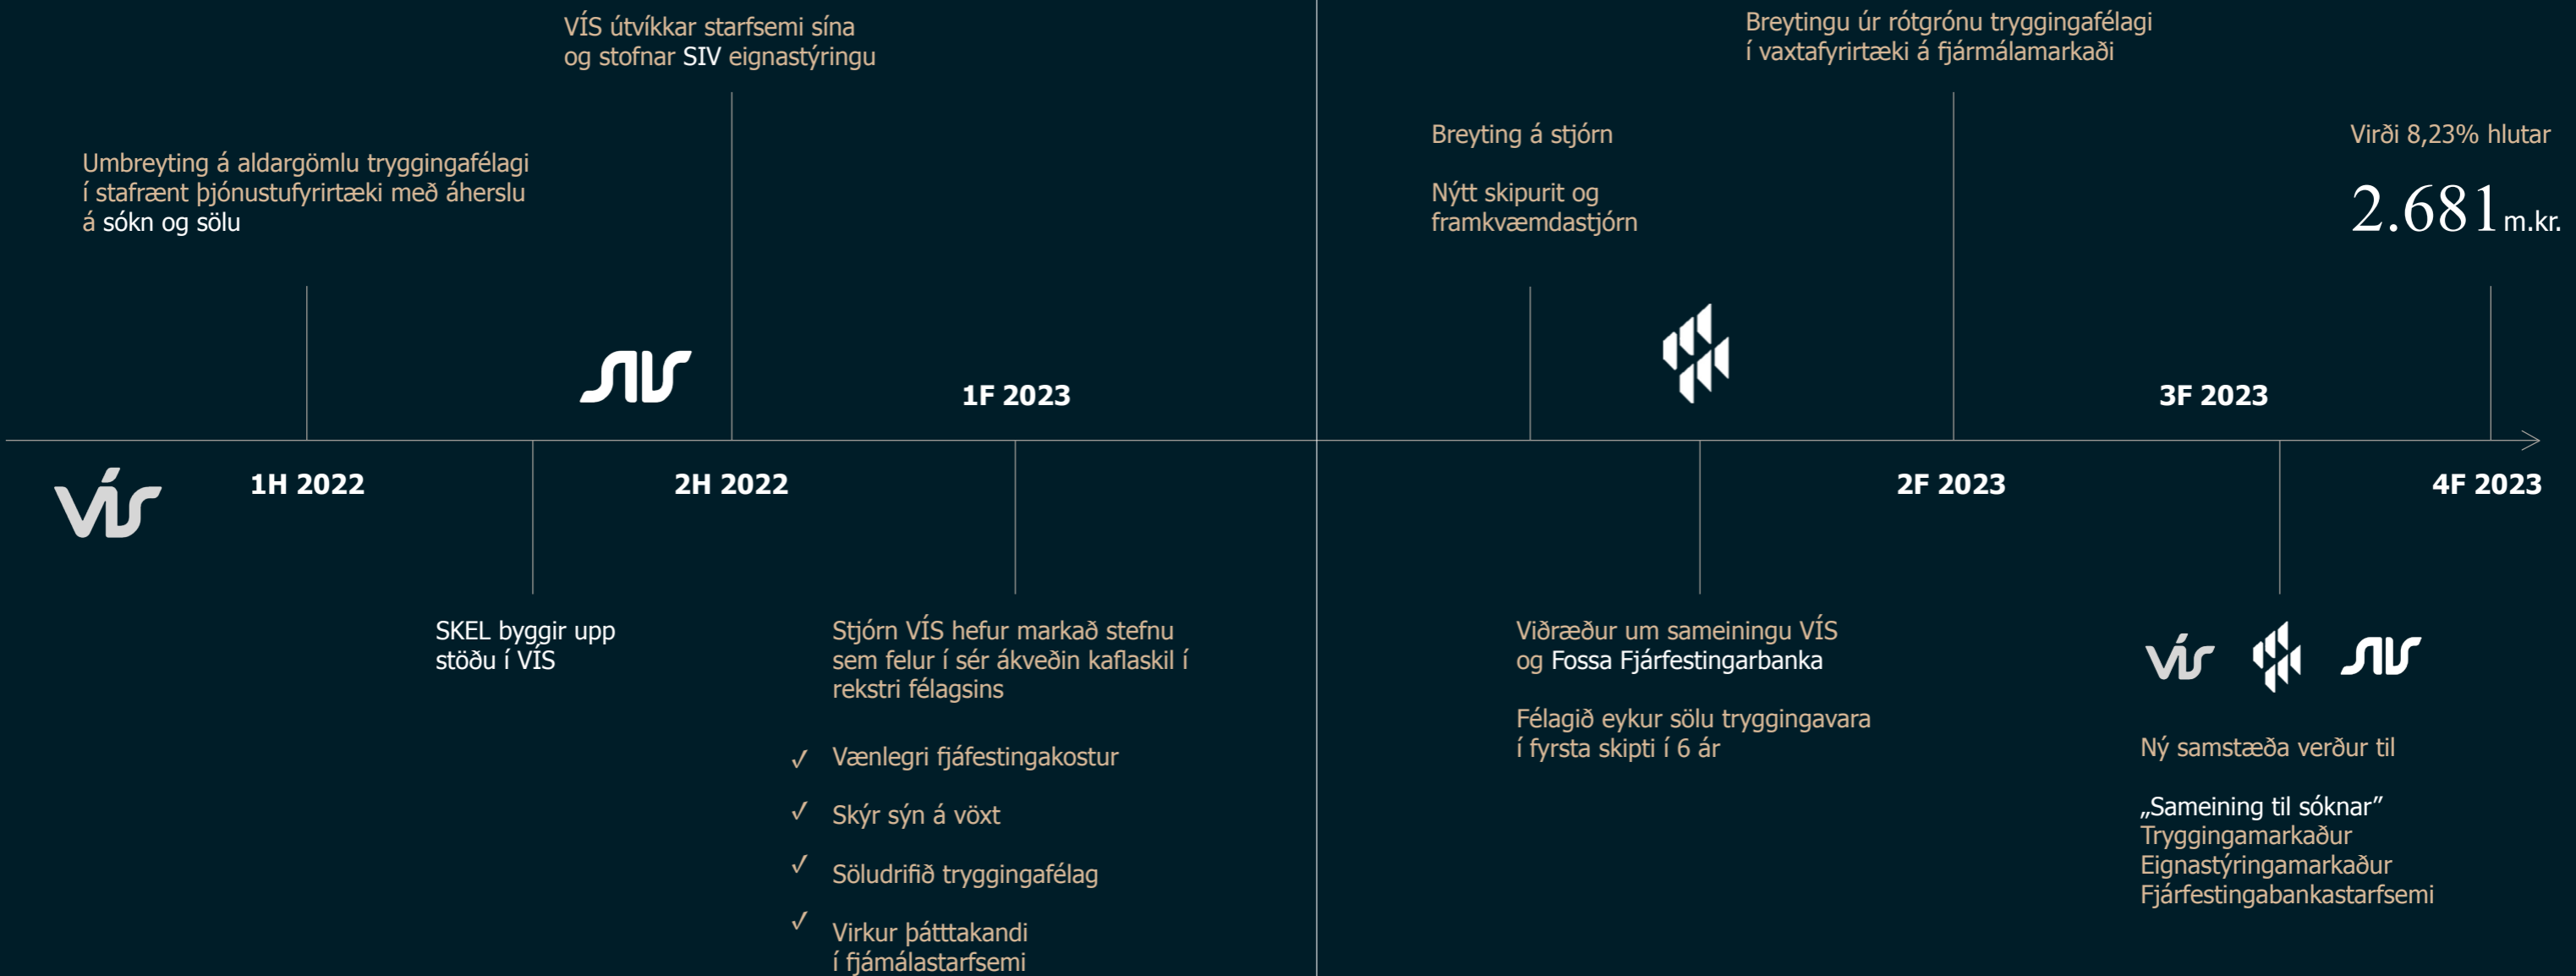 VÍS útvíkkar starfsemi sína
og stofnar SIV eignastýringu
Breytingu úr rótgrónu tryggingafélagi
í vaxtafyrirtæki á fjármálamarkaði
Umbreyting á aldargömlu tryggingafélagi
í stafrænt þjónustufyrirtæki með áherslu
á sókn og sölu
Breyting á stjórn
Nýtt skipurit og
framkvæmdastjórn
Virði 8,23% hlutar
2.681 m.kr.
SIV
1F 2023
3F 2023
VÍS
1H 2022
2H 2022
2F 2023
4F 2023
SKEL byggir upp
stöðu í VÍS
Stjórn VÍS hefur markað stefnu
sem felur í sér ákveðin kaflaskil í
rekstri félagsins
✓ Vænlegri fjáfestingakostur
✓ Skýr sýn á vöxt
✓ Söludrifið tryggingafélag
✓ Virkur þátttakandi
í fjámálastarfsemi
Viðræður um sameiningu VÍS
og Fossa Fjárfestingarbanka
Félagið eykur sölu tryggingavara
í fyrsta skipti í 6 ár
VÍS SIV
Ný samstæða verður til
„Sameining til sóknar”
Tryggingamarkaður
Eignastýringamarkaður
Fjárfestingabankastarfsemi